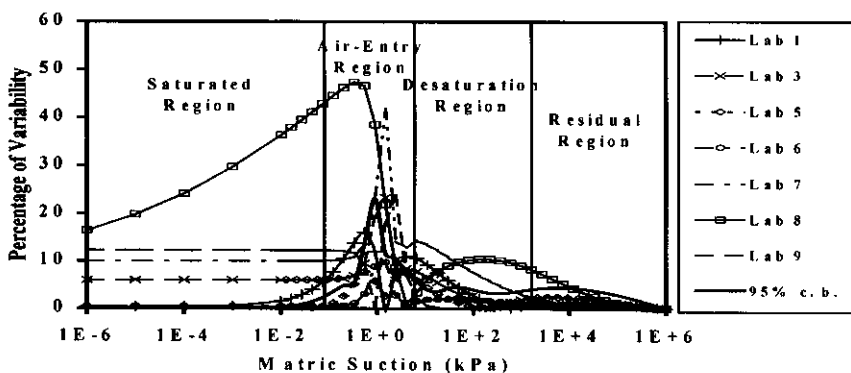 60
50
40
30
20
10
0
Percentage of Variability
Saturated
Region
Air-Entry
Region
Desaturation
Region
Residual
Region
1E-6
1E-4
1E-2
1E+0
1E+2
1E+4
1E+6
Matric Suction (kPa)
Lab 1
Lab 3
Lab 5
Lab 6
Lab 7
Lab 8
Lab 9
95% c.b.